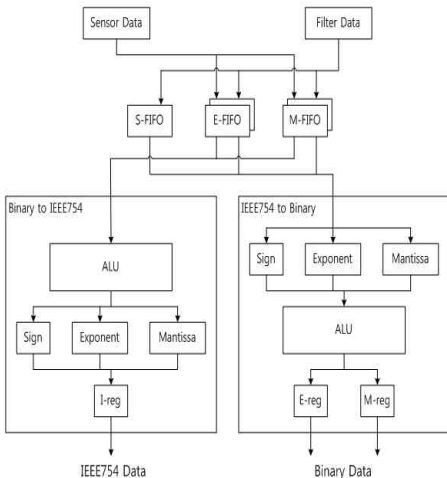 Sensor Data
Filter Data
S-FIFO
E-FIFO
M-FIFO
Binary to IEEE754
ALU
Sign
Exponent
Mantissa
I-reg
IEEE754 Data
IEEE754 to Binary
Sign
Exponent
Mantissa
ALU
E-reg
M-reg
Binary Data